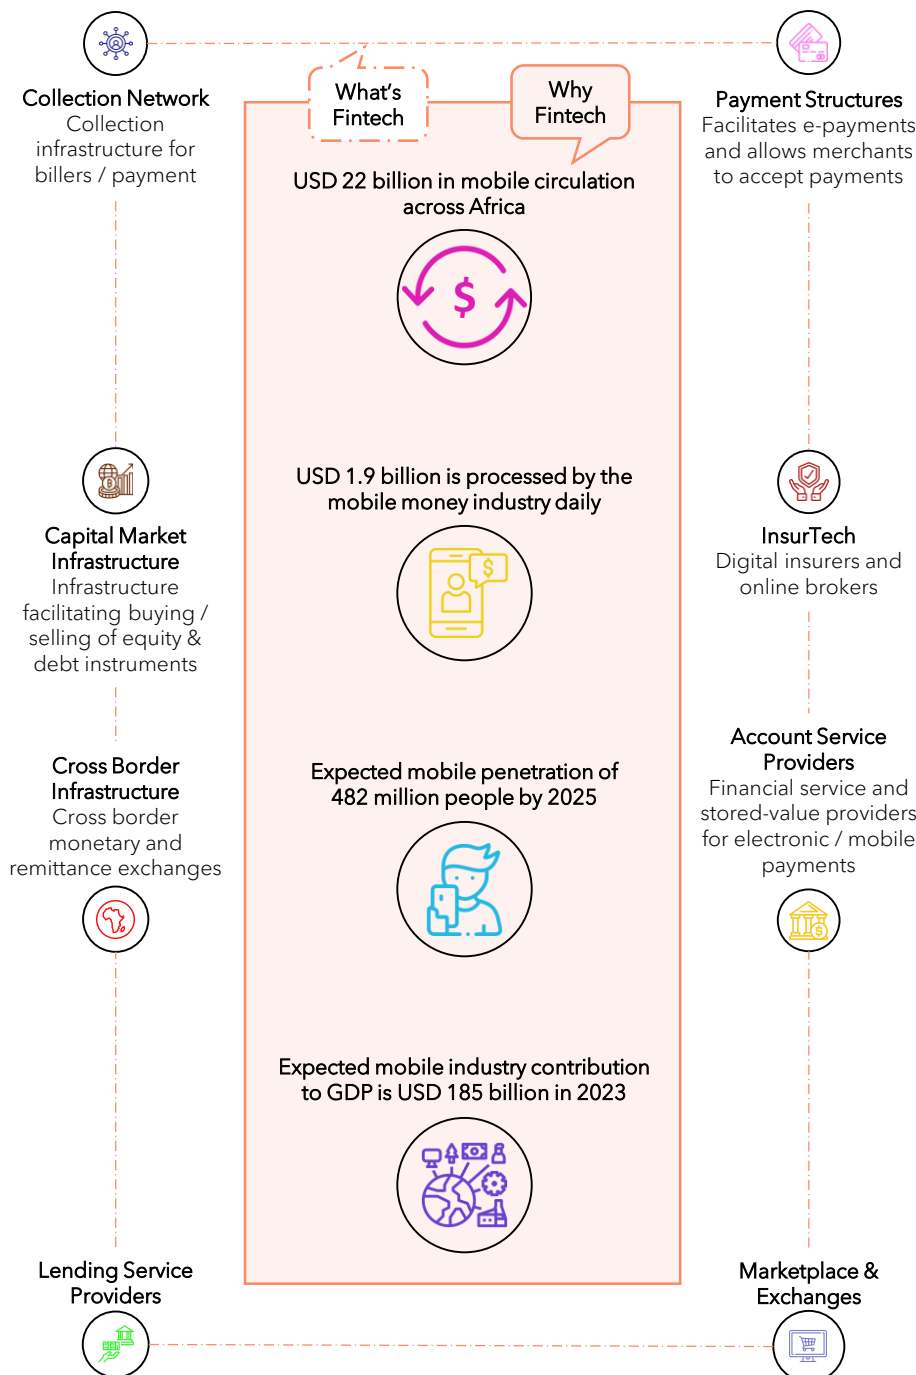 Collection Network
Collection
infrastructure for
billers / payment
Capital Market
Infrastructure
Infrastructure
facilitating buying /
selling of equity &
debt instruments
Cross Border
Infrastructure
Cross border
monetary and
remittance exchanges
Lending Service
Providers
What's
Fintech
Why
Fintech
USD 22 billion in mobile circulation
across Africa
$
USD 1.9 billion is processed by the
mobile money industry daily
$
Expected mobile penetration of
482 million people by 2025
Expected mobile industry contribution
to GDP is USD 185 billion in 2023
Payment Structures
Facilitates e-payments
and allows merchants
to accept payments
InsurTech
Digital insurers and
online brokers
Account Service
Providers
Financial service and
stored-value providers
for electronic / mobile
payments
$
Marketplace &
Exchanges